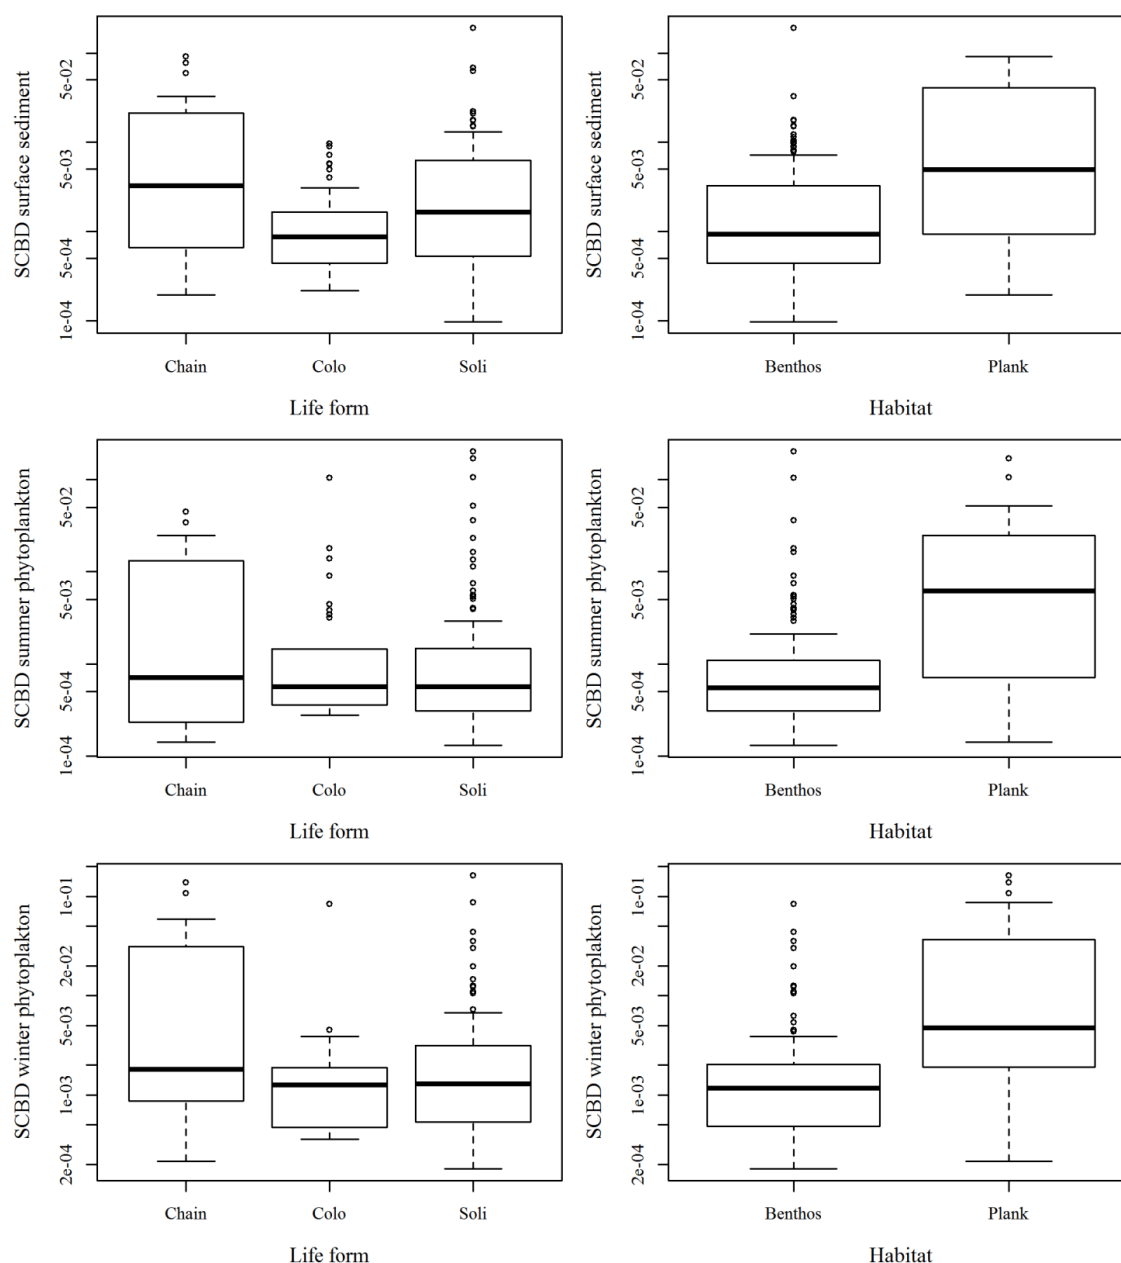 SCBD surface sediment
5e-02
5e-03
5e-04
1e-04
Chain Colo Soli
Life form
SCBD surface sediment
5e-02
5e-03
5e-04
1e-04
Benthos Plank
Habitat
SCBD summer phytoplankton
5e-02
5e-03
5e-04
1e-04
Chain Colo Soli
Life form
SCBD summer phytoplankton
5e-02
5e-03
5e-04
1e-04
Benthos Plank
Habitat
SCBD winter phytoplakton
1e-01
2e-02
5e-03
1e-03
2e-04
Chain Colo Soli
Life form
SCBD winter phytoplakton
1e-01
2e-02
5e-03
1e-03
2e-04
Benthos Plank
Habitat